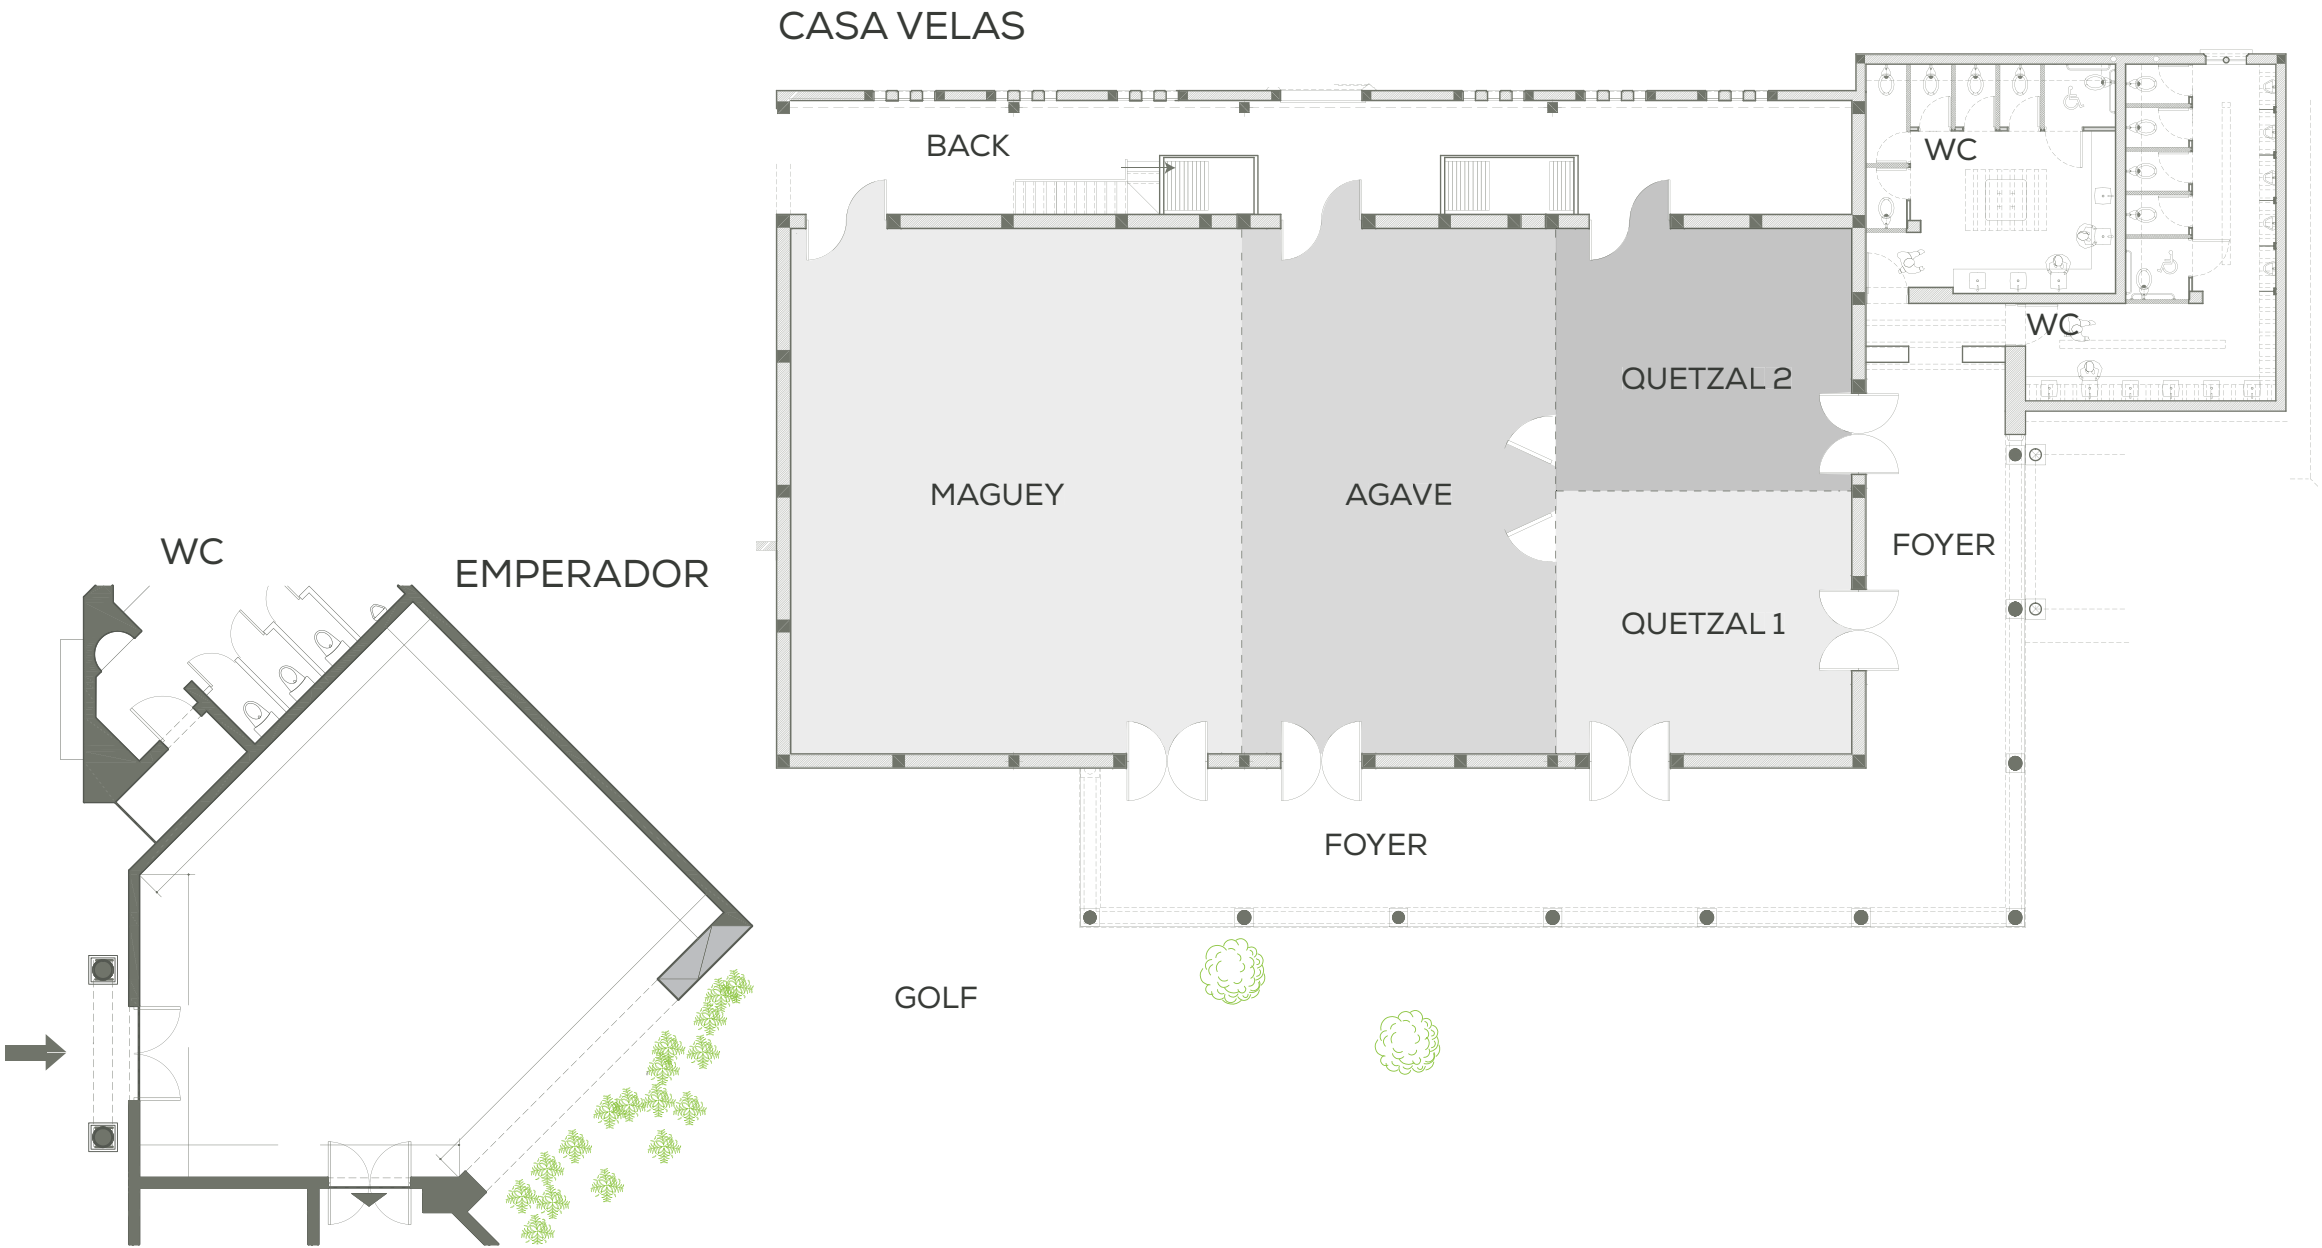 CASA VELAS
BACK
WC
WC
QUETZAL 2
MAGUEY
AGAVE
FOYER
WC
EMPERADOR
QUETZAL 1
FOYER
GOLF